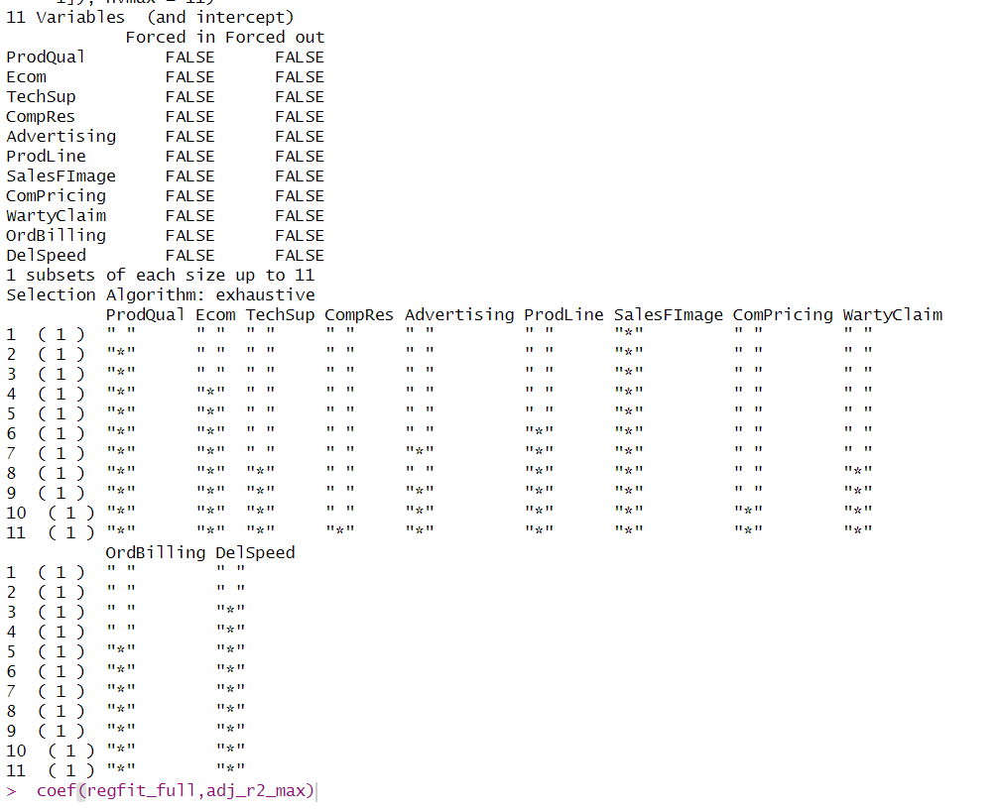 11 Variables  (and intercept)
            Forced in Forced out
ProdQual        FALSE      FALSE
Ecom            FALSE      FALSE
TechSup         FALSE      FALSE
CompRes         FALSE      FALSE
Advertising     FALSE      FALSE
ProdLine        FALSE      FALSE
SalesFImage     FALSE      FALSE
ComPricing      FALSE      FALSE
WartyClaim      FALSE      FALSE
OrdBilling      FALSE      FALSE
DelSpeed        FALSE      FALSE
1 subsets of each size up to 11
Selection Algorithm: exhaustive
          ProdQual Ecom TechSup CompRes Advertising ProdLine SalesFImage ComPricing WartyClaim
1  ( 1 )  " "      " "  " "     " "     " "         " "      "*"         " "        " "
2  ( 1 )  "*"      " "  " "     " "     " "         " "      "*"         " "        " "
3  ( 1 )  "*"      " "  " "     " "     " "         " "      "*"         " "        " "
4  ( 1 )  "*"      "*"  " "     " "     " "         " "      "*"         " "        " "
5  ( 1 )  "*"      "*"  " "     " "     " "         " "      "*"         " "        " "
6  ( 1 )  "*"      "*"  " "     " "     " "         "*"      "*"         " "        " "
7  ( 1 )  "*"      "*"  " "     " "     "*"         "*"      "*"         " "        " "
8  ( 1 )  "*"      "*"  "*"     " "     " "         "*"      "*"         " "        "*"
9  ( 1 )  "*"      "*"  "*"     " "     "*"         "*"      "*"         " "        "*"
10  ( 1 ) "*"      "*"  "*"     " "     "*"         "*"      "*"         "*"        "*"
11  ( 1 ) "*"      "*"  "*"     "*"     "*"         "*"      "*"         "*"        "*"
          OrdBilling DelSpeed
1  ( 1 )  " "        " "
2  ( 1 )  " "        " "
3  ( 1 )  " "        "*"
4  ( 1 )  " "        "*"
5  ( 1 )  "*"        "*"
6  ( 1 )  "*"        "*"
7  ( 1 )  "*"        "*"
8  ( 1 )  "*"        "*"
9  ( 1 )  "*"        "*"
10  ( 1 ) "*"        "*"
11  ( 1 ) "*"        "*"
>  coef(regfit_full,adj_r2_max)